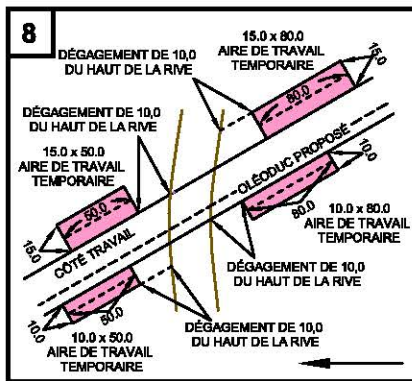 8
15.0 x 80.0
AIRE DE TRAVAIL
TEMPORAIRE
DÉGAGEMENT DE 10,0
DU HAUT DE LA RIVE
15.0
80.0
DÉGAGEMENT DE 10,0
DU HAUT DE LA RIVE
15.0 x 50.0
AIRE DE TRAVAIL
TEMPORAIRE
OLÉODUC PROPOSÉ
10.0
50.0
80.0
10.0 x 80.0
AIRE DE TRAVAIL
TEMPORAIRE
15.0
CÔTÉ TRAVAIL
DÉGAGEMENT DE 10,0
DU HAUT DE LA RIVE
10.0
50.0
10.0 x 50.0
AIRE DE TRAVAIL
TEMPORAIRE
DÉGAGEMENT DE 10,0
DU HAUT DE LA RIVE